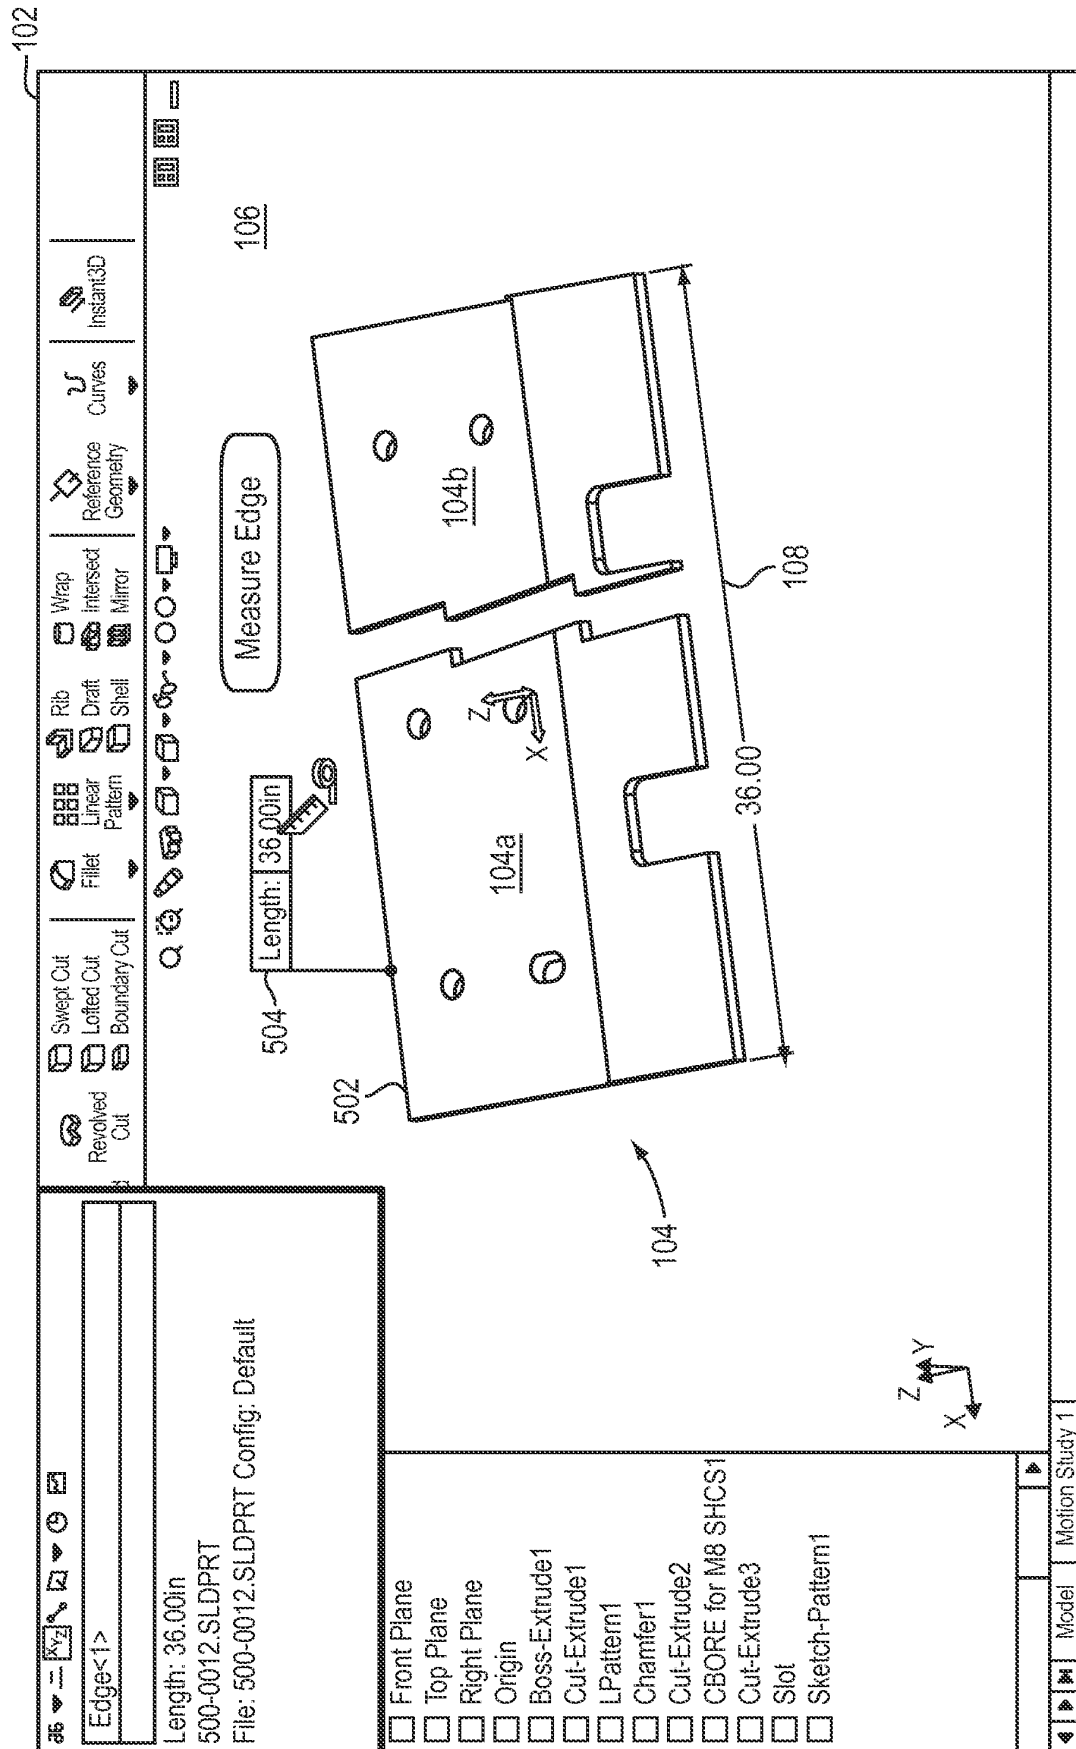 102
Revolved
Cut
Swept Cut
Lofted Cut
Boundary Cut
Fillet
Linear
Pattern
Rib
Draft
Shell
Wrap
Intersect
Mirror
Reference
Geometry
Curves
Instant3D
XYZ
Edge<1>
Length: 36.00in
500-0012.SLDPRT
File: 500-0012.SLDPRT Config: Default
Front Plane
Top Plane
Right Plane
Origin
Boss-Extrude1
Cut-Extrude1
LPattern1
Chamfer1
Cut-Extrude2
CBORE for M8 SHCS1
Cut-Extrude3
Slot
Sketch-Pattern1
Measure Edge
106
504
Length: 36.00in
502
104a
104b
Z
X
36.00
108
104
Z Y
X
Model
Motion Study 1